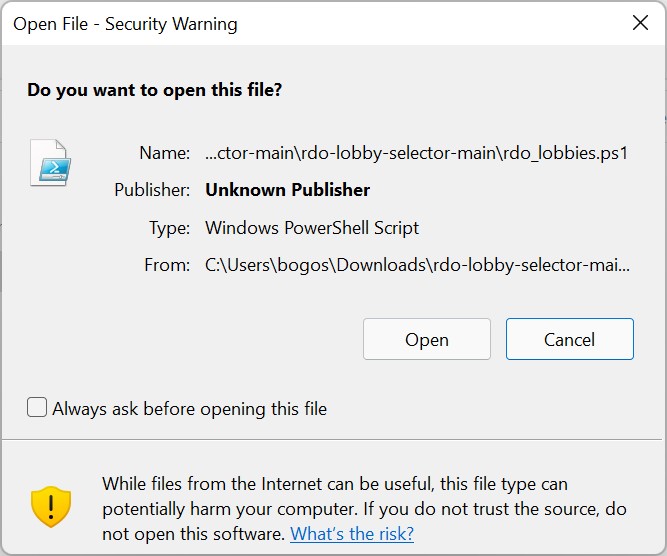 Open File - Security Warning
Do you want to open this file?
Name: ...ctor-main\rdo-lobby-selector-main\rdo_lobbies.ps1
Publisher: Unknown Publisher
Type: Windows PowerShell Script
From: C:\Users\bogos\Downloads\rdo-lobby-selector-mai...
Open Cancel
Always ask before opening this file
While files from the Internet can be useful, this file type can
potentially harm your computer. If you do not trust the source, do
not open this software. What's the risk?